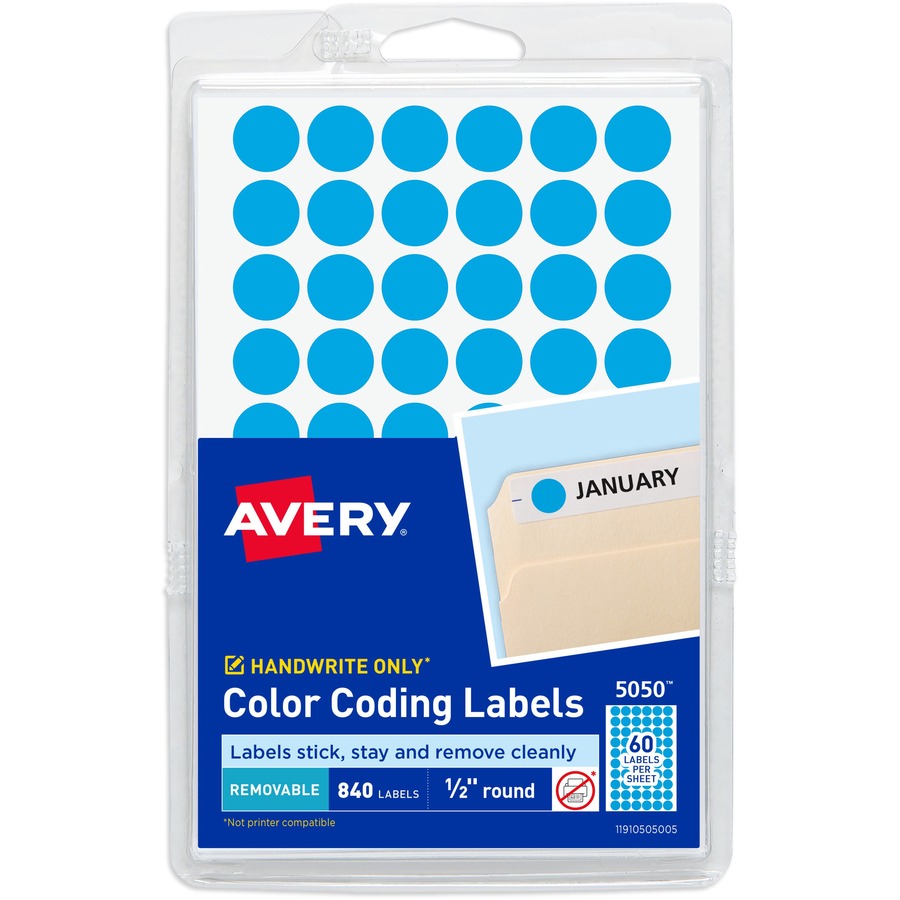 JANUARY
AVERY®
HANDWRITE ONLY*
Color Coding Labels
5050™
Labels stick, stay and remove cleanly
60
LABELS
PER
SHEET
REMOVABLE
840 LABELS
½" round
*
*Not printer compatible
11910505005